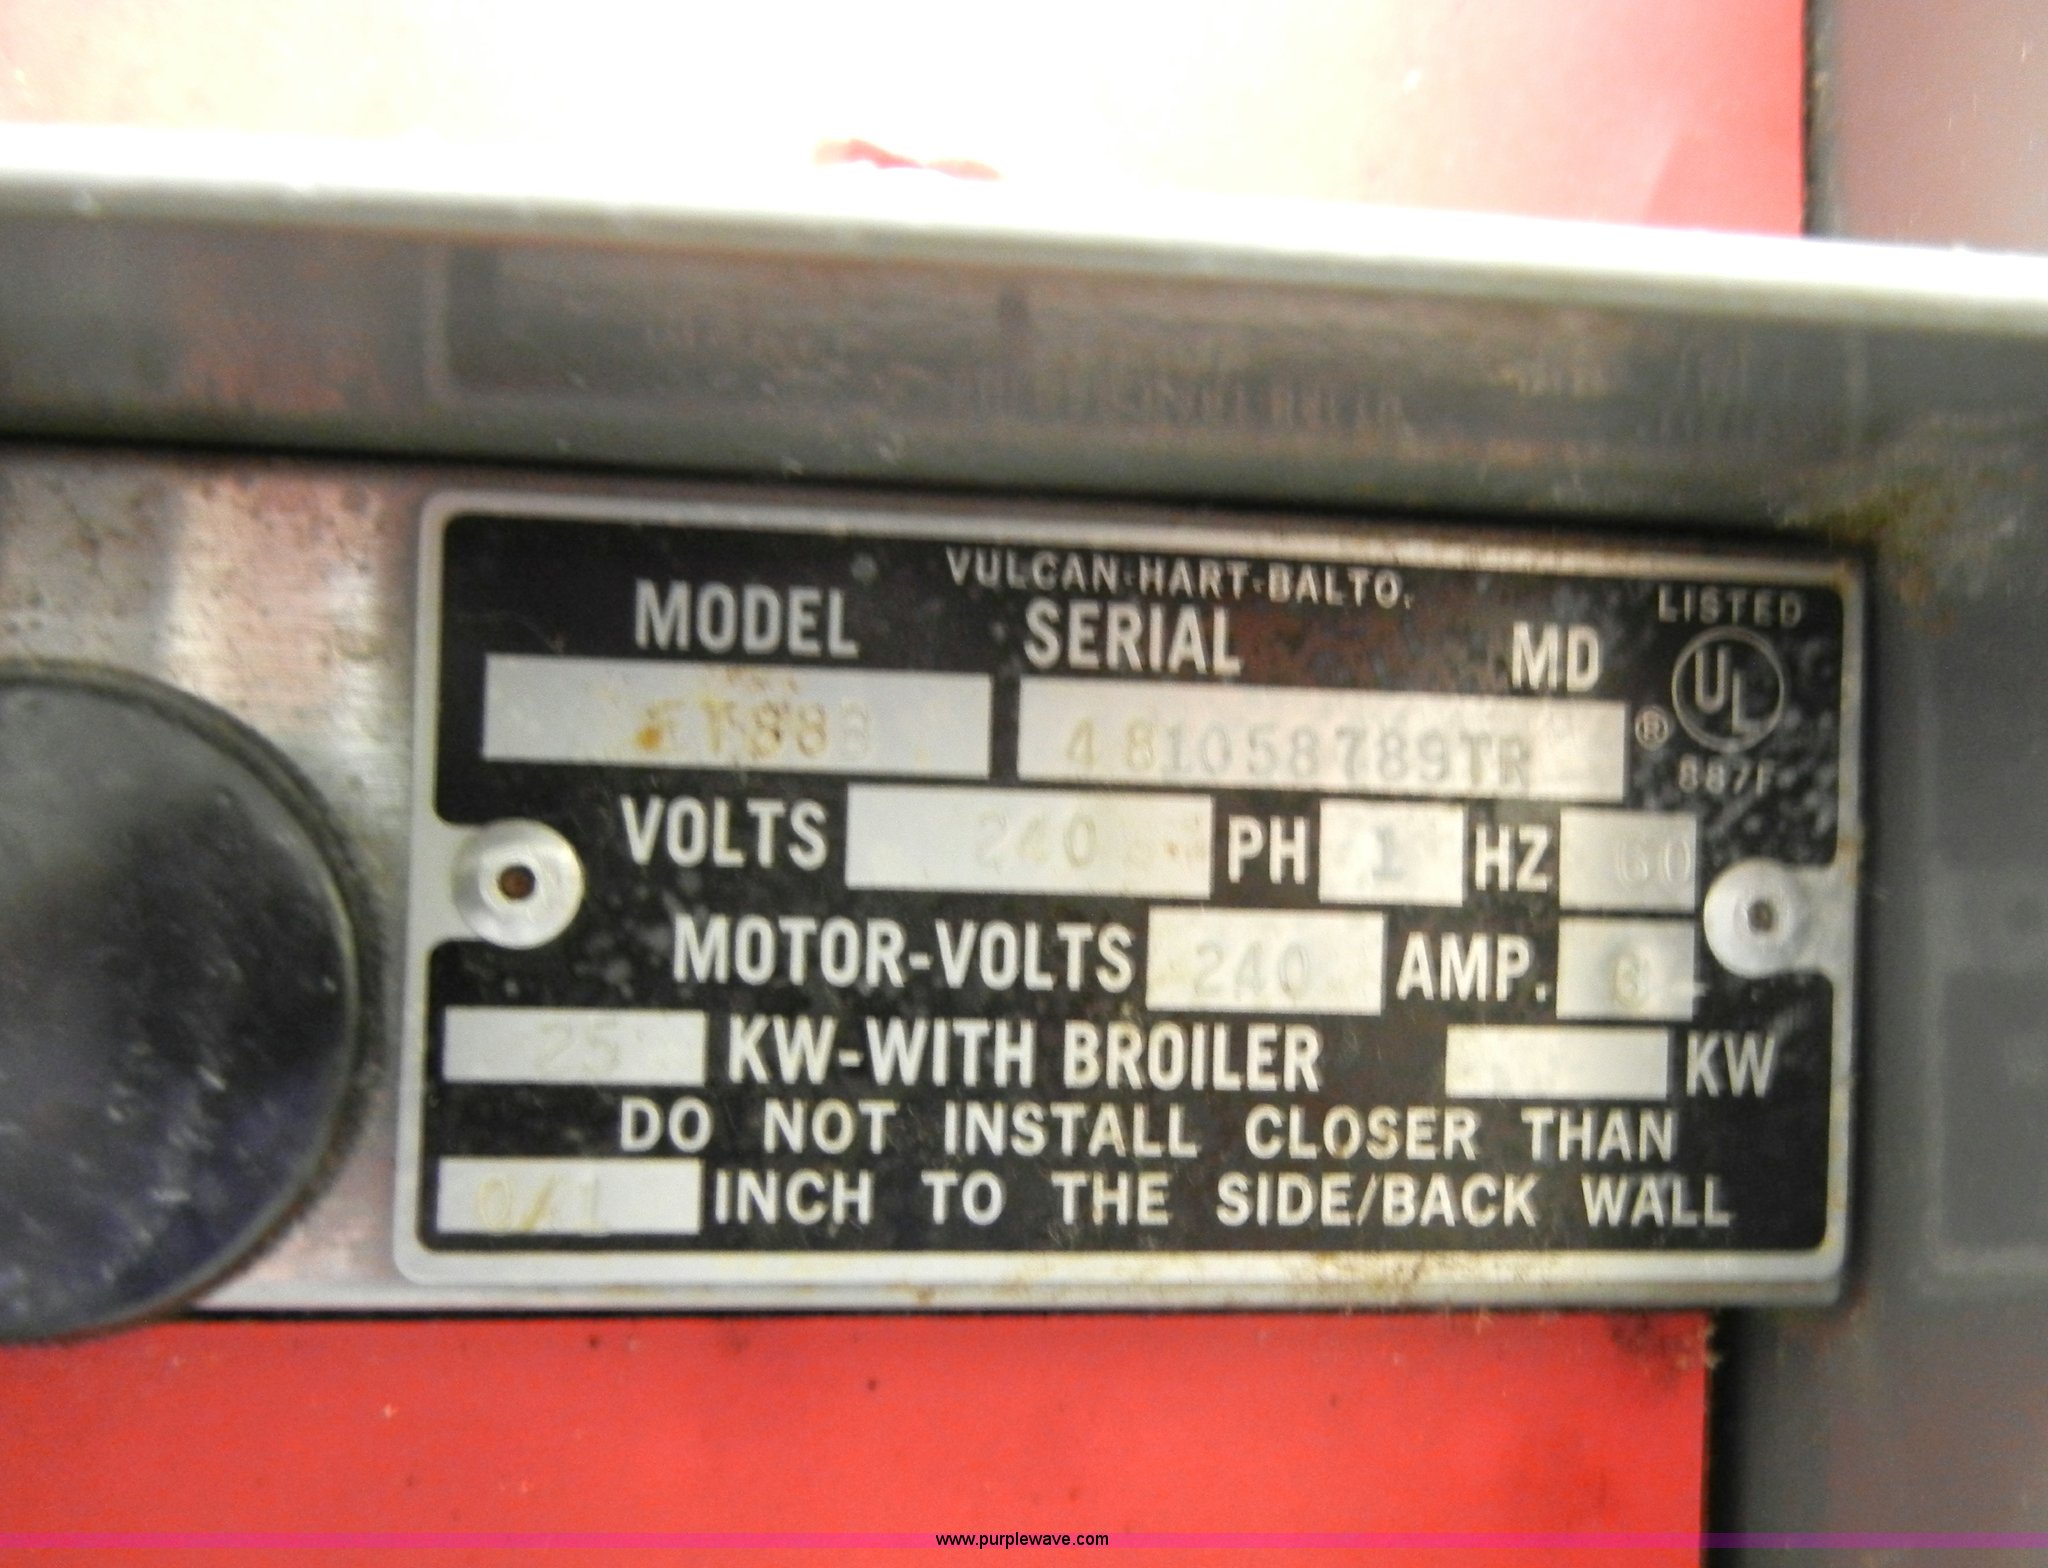 VULCAN-HART-BALTO.
MODEL SERIAL MD LISTED
UL
ET88B 481058789TR ®
887F
VOLTS 240 PH 1 HZ 60
MOTOR-VOLTS 240 AMP.
25 KW-WITH BROILER KW
DO NOT INSTALL CLOSER THAN
0/1 INCH TO THE SIDE/BACK WALL
www.purplewave.com